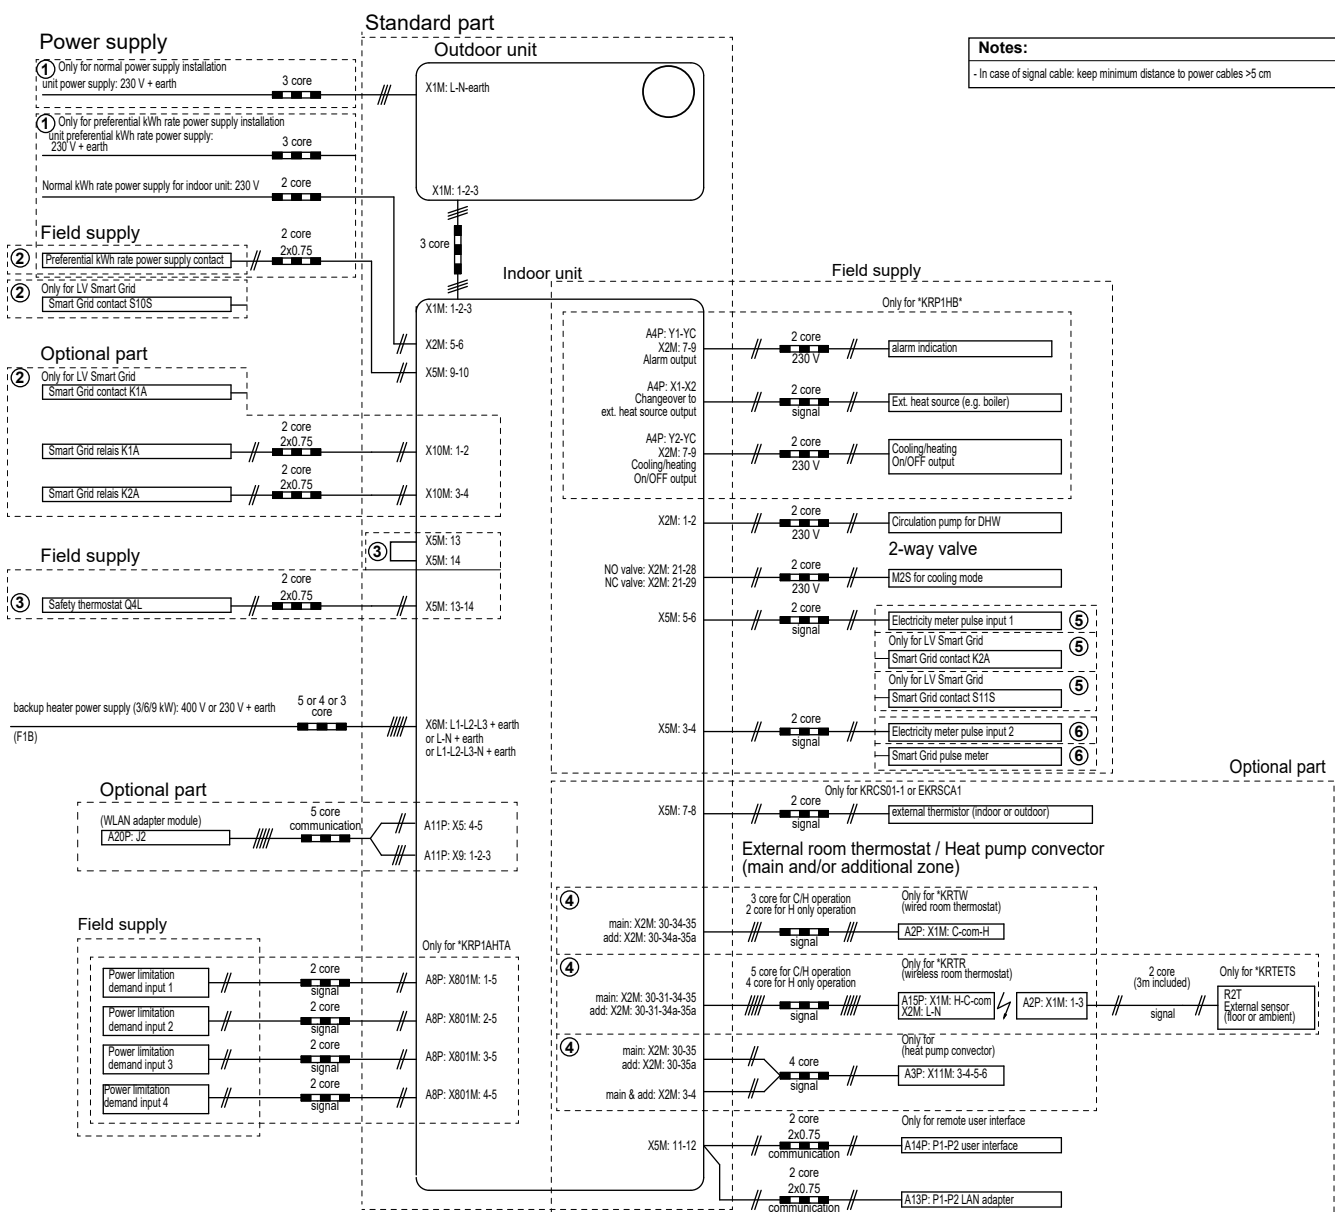 Standard part
Power supply
Outdoor unit
Notes:
- In case of signal cable: keep minimum distance to power cables >5 cm
1
Only for normal power supply installation
unit power supply: 230 V + earth
3 core
X1M: L-N-earth
1
Only for preferential kWh rate power supply installation
unit preferential kWh rate power supply:
230 V + earth
3 core
Normal kWh rate power supply for indoor unit: 230 V
2 core
X1M: 1-2-3
3 core
Field supply
2
Preferential kWh rate power supply contact
2 core
2x0.75
2
Only for LV Smart Grid
Smart Grid contact S10S
Indoor unit
X1M: 1-2-3
X2M: 5-6
X5M: 9-10
Optional part
2
Only for LV Smart Grid
Smart Grid contact K1A
Smart Grid relais K1A
2 core
2x0.75
X10M: 1-2
Smart Grid relais K2A
2 core
2x0.75
X10M: 3-4
3
X5M: 13
X5M: 14
Field supply
3
Safety thermostat Q4L
2 core
2x0.75
X5M: 13-14
backup heater power supply (3/6/9 kW): 400 V or 230 V + earth
(F1B)
5 or 4 or 3
core
X6M: L1-L2-L3 + earth
or L-N + earth
or L1-L2-L3-N + earth
Optional part
(WLAN adapter module)
A20P: J2
5 core
communication
A11P: X5: 4-5
A11P: X9: 1-2-3
Field supply
Only for *KRP1AHTA
Power limitation
demand input 1
2 core
signal
A8P: X801M: 1-5
Power limitation
demand input 2
2 core
signal
A8P: X801M: 2-5
Power limitation
demand input 3
2 core
signal
A8P: X801M: 3-5
Power limitation
demand input 4
2 core
signal
A8P: X801M: 4-5
Field supply
Only for *KRP1HB*
A4P: Y1-YC
X2M: 7-9
Alarm output
2 core
230 V
alarm indication
A4P: X1-X2
Changeover to
ext. heat source output
2 core
signal
Ext. heat source (e.g. boiler)
A4P: Y2-YC
X2M: 7-9
Cooling/heating
On/OFF output
2 core
230 V
Cooling/heating
On/OFF output
X2M: 1-2
2 core
230 V
Circulation pump for DHW
2-way valve
NO valve: X2M: 21-28
NC valve: X2M: 21-29
2 core
230 V
M2S for cooling mode
X5M: 5-6
2 core
signal
Electricity meter pulse input 1
5
Only for LV Smart Grid
Smart Grid contact K2A
5
Only for LV Smart Grid
Smart Grid contact S11S
5
X5M: 3-4
2 core
signal
Electricity meter pulse input 2
6
Smart Grid pulse meter
6
Optional part
Only for KRCS01-1 or EKRSCA1
X5M: 7-8
2 core
signal
external thermistor (indoor or outdoor)
External room thermostat / Heat pump convector
(main and/or additional zone)
4
main: X2M: 30-34-35
add: X2M: 30-34a-35a
3 core for C/H operation
2 core for H only operation
signal
Only for *KRTW
(wired room thermostat)
A2P: X1M: C-com-H
4
main: X2M: 30-31-34-35
add: X2M: 30-31-34a-35a
5 core for C/H operation
4 core for H only operation
signal
Only for *KRTR
(wireless room thermostat)
A15P: X1M: H-C-com
X2M: L-N
A2P: X1M: 1-3
2 core
(3m included)
signal
Only for *KRTETS
R2T
External sensor
(floor or ambient)
4
main: X2M: 30-35
add: X2M: 30-35a
main & add: X2M: 3-4
4 core
signal
Only for
(heat pump convector)
A3P: X11M: 3-4-5-6
X5M: 11-12
2 core
2x0.75
communication
Only for remote user interface
A14P: P1-P2 user interface
2 core
2x0.75
communication
A13P: P1-P2 LAN adapter